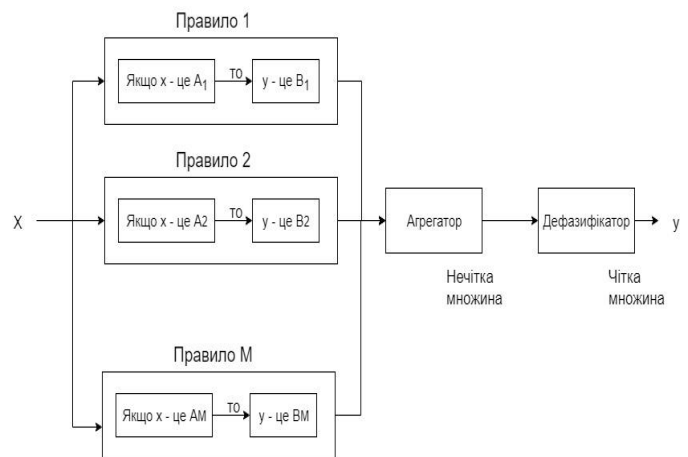 Правило 1
Якщо x - це A1
то
y - це B1
Правило 2
Якщо x - це A2
то
y - це B2
X
Агрегатор
Дефазифікатор
y
Нечітка
множина
Чітка
множина
Правило M
Якщо x - це AM
то
y - це BM